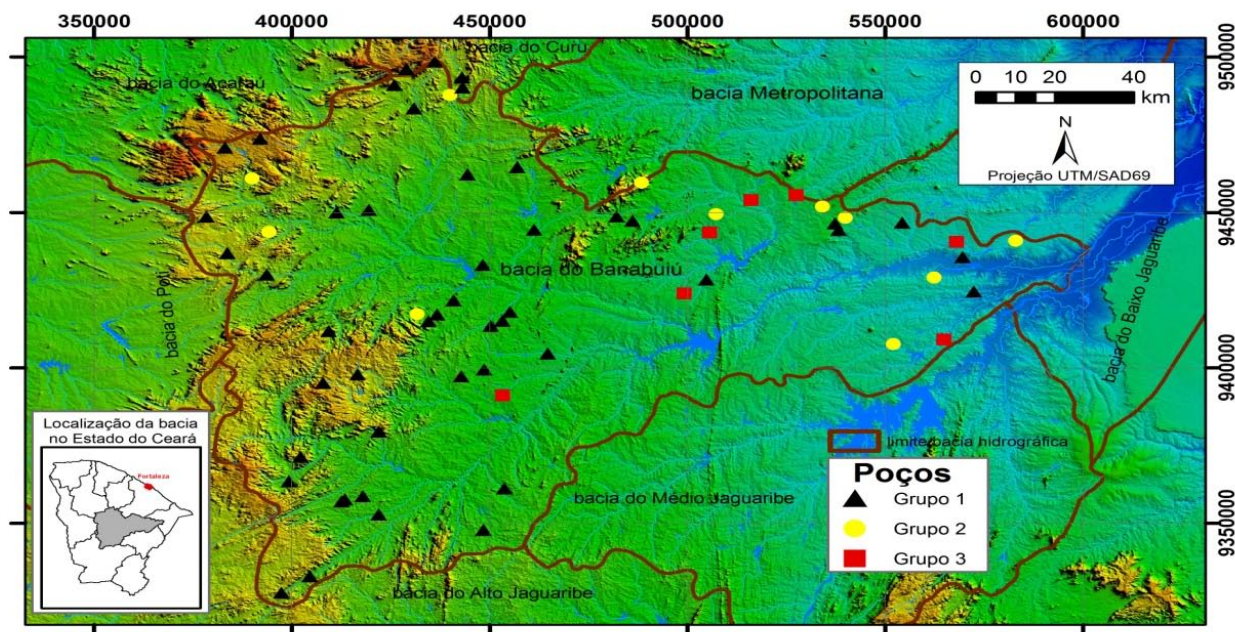 350000 400000 450000 500000 550000 600000
9500000
9450000
9400000
9350000
bacia do Curu
bacia do Acaraú
bacia Metropolitana
0 10 20 40
km
N
Projeção UTM/SAD69
bacia do Banabuiú
bacia do Poti
bacia do Baixo Jaguaribe
Localização da bacia
no Estado do Ceará
Fortaleza
limite bacia hidrográfica
Poços
Grupo 1
Grupo 2
Grupo 3
bacia do Médio Jaguaribe
bacia do Alto Jaguaribe